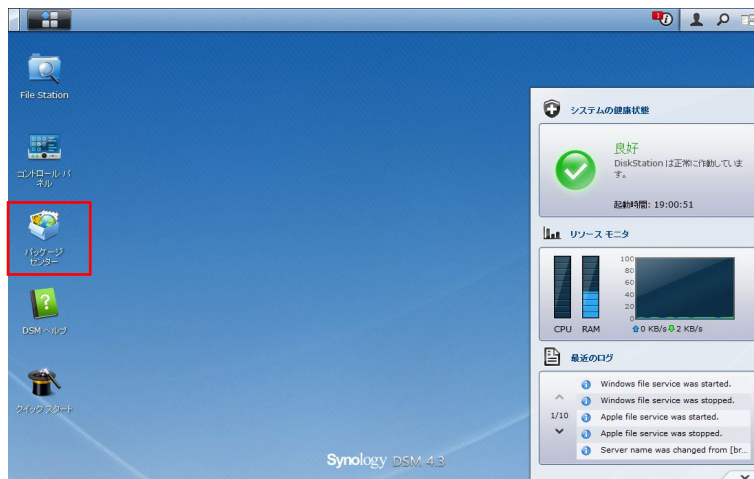 1
File Station
コントロール パ
ネル
パッケージ
センター
DSM ヘルプ
クイック スタート
システムの健康状態
良好
DiskStation は正常に作動していま
す。
起動時間: 19:00:51
リソース モニタ
100
80
60
40
20
0
CPU RAM
0 KB/s 2 KB/s
最近のログ
Windows file service was started.
Windows file service was stopped.
1/10
Apple file service was started.
Apple file service was stopped.
Server name was changed from [br...
Synology DSM 4.3